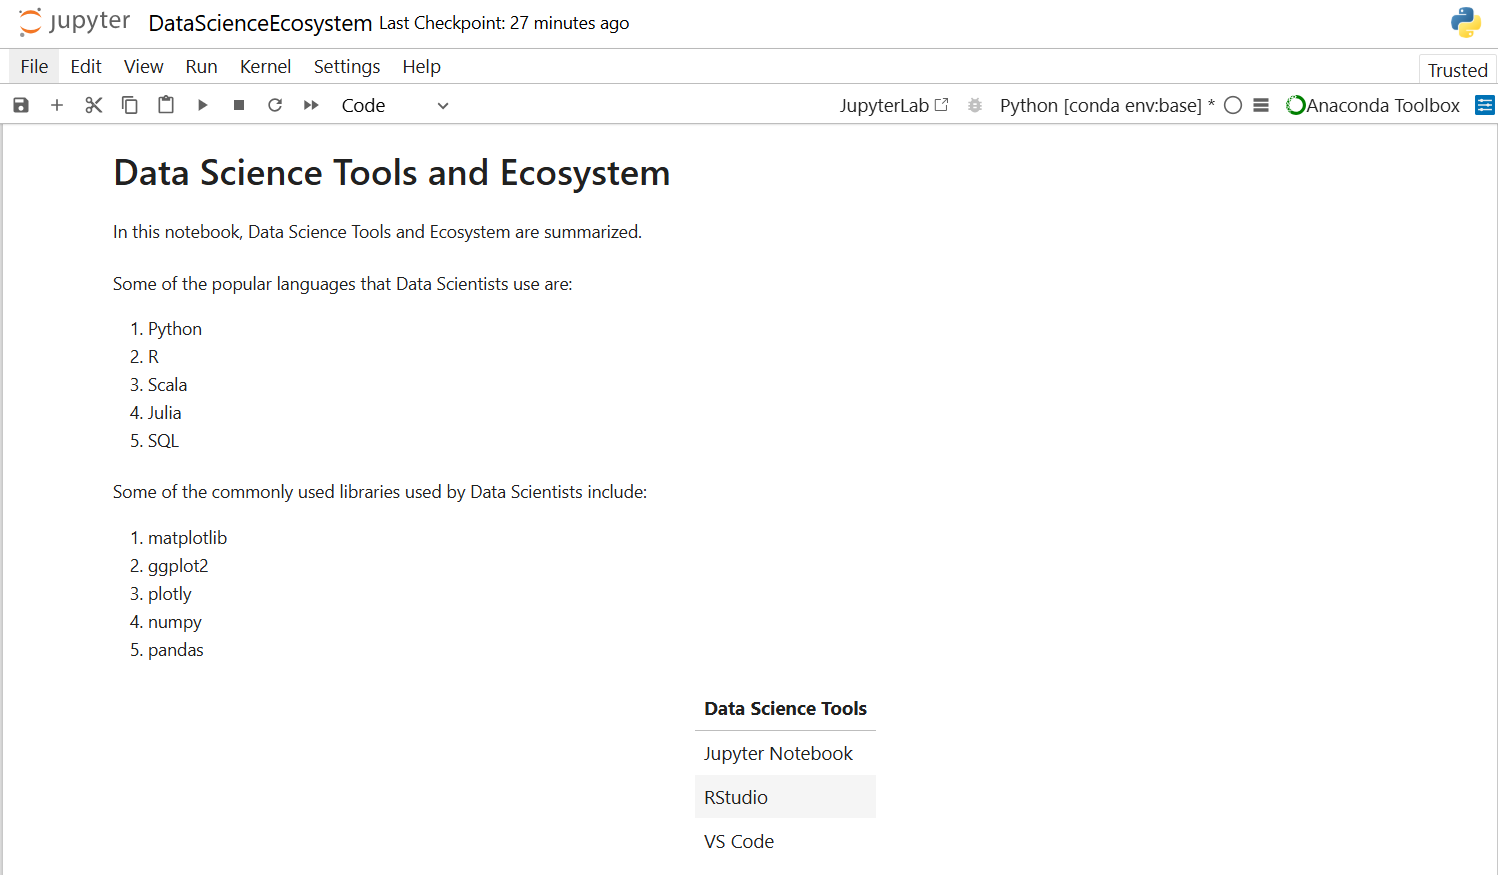 jupyter DataScienceEcosystem Last Checkpoint: 27 minutes ago
File Edit View Run Kernel Settings Help Trusted
Code JupyterLab Python [conda env:base] * Anaconda Toolbox
Data Science Tools and Ecosystem
In this notebook, Data Science Tools and Ecosystem are summarized.
Some of the popular languages that Data Scientists use are:
1. Python
2. R
3. Scala
4. Julia
5. SQL
Some of the commonly used libraries used by Data Scientists include:
1. matplotlib
2. ggplot2
3. plotly
4. numpy
5. pandas
Data Science Tools
Jupyter Notebook
RStudio
VS Code